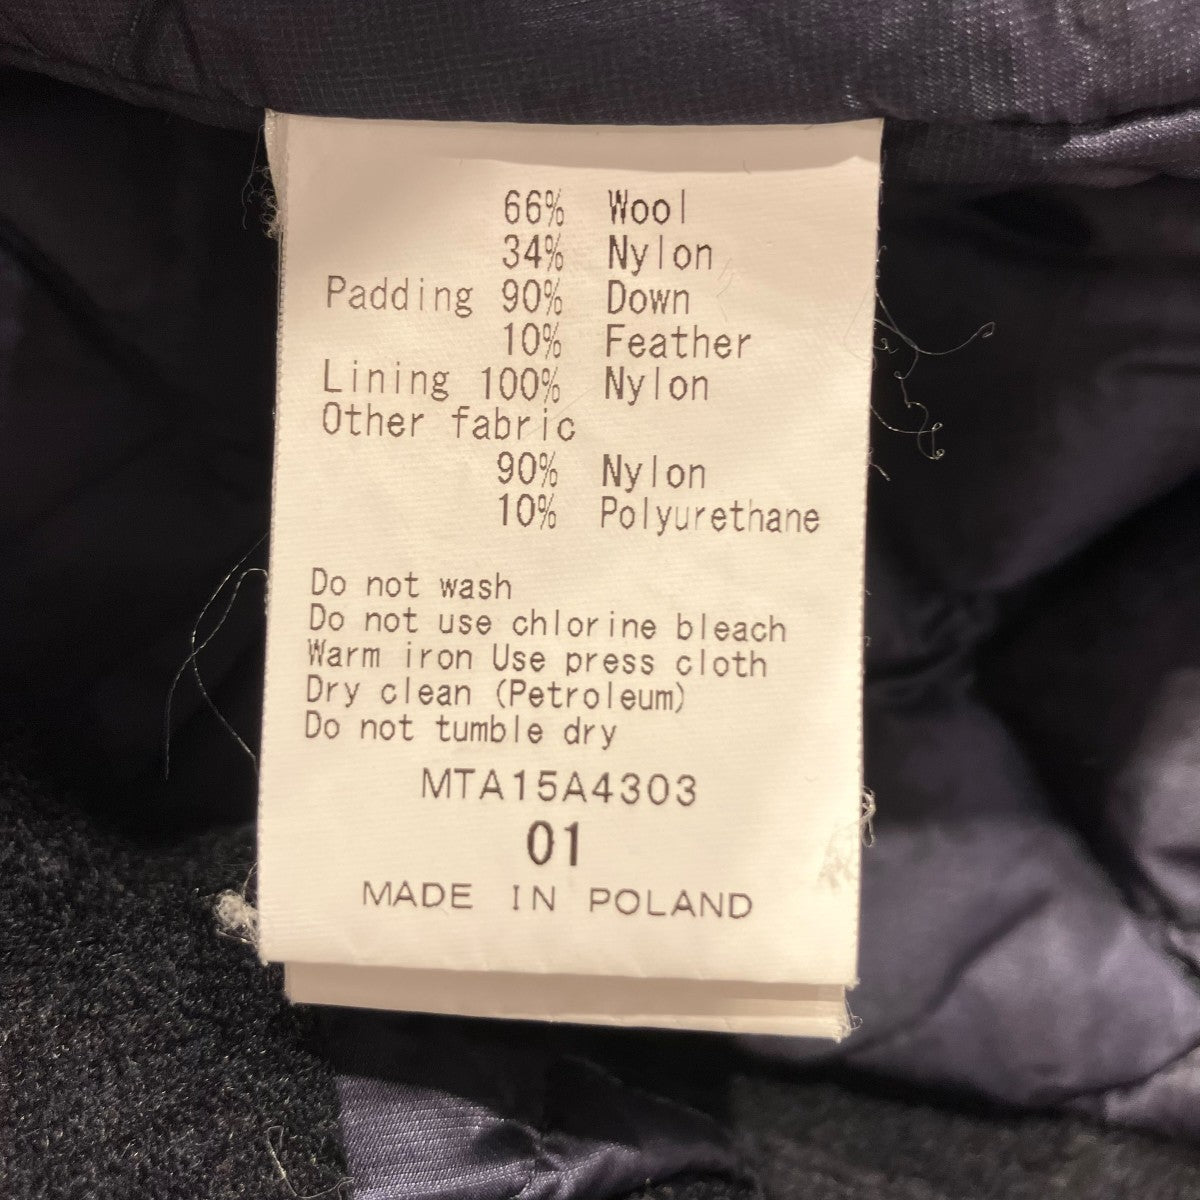 66% Wool
34% Nylon
Padding 90% Down
10% Feather
Lining 100% Nylon
Other fabric
90% Nylon
10% Polyurethane
Do not wash
Do not use chlorine bleach
Warm iron Use press cloth
Dry clean (Petroleum)
Do not tumble dry
MTA15A4303
01
MADE IN POLAND